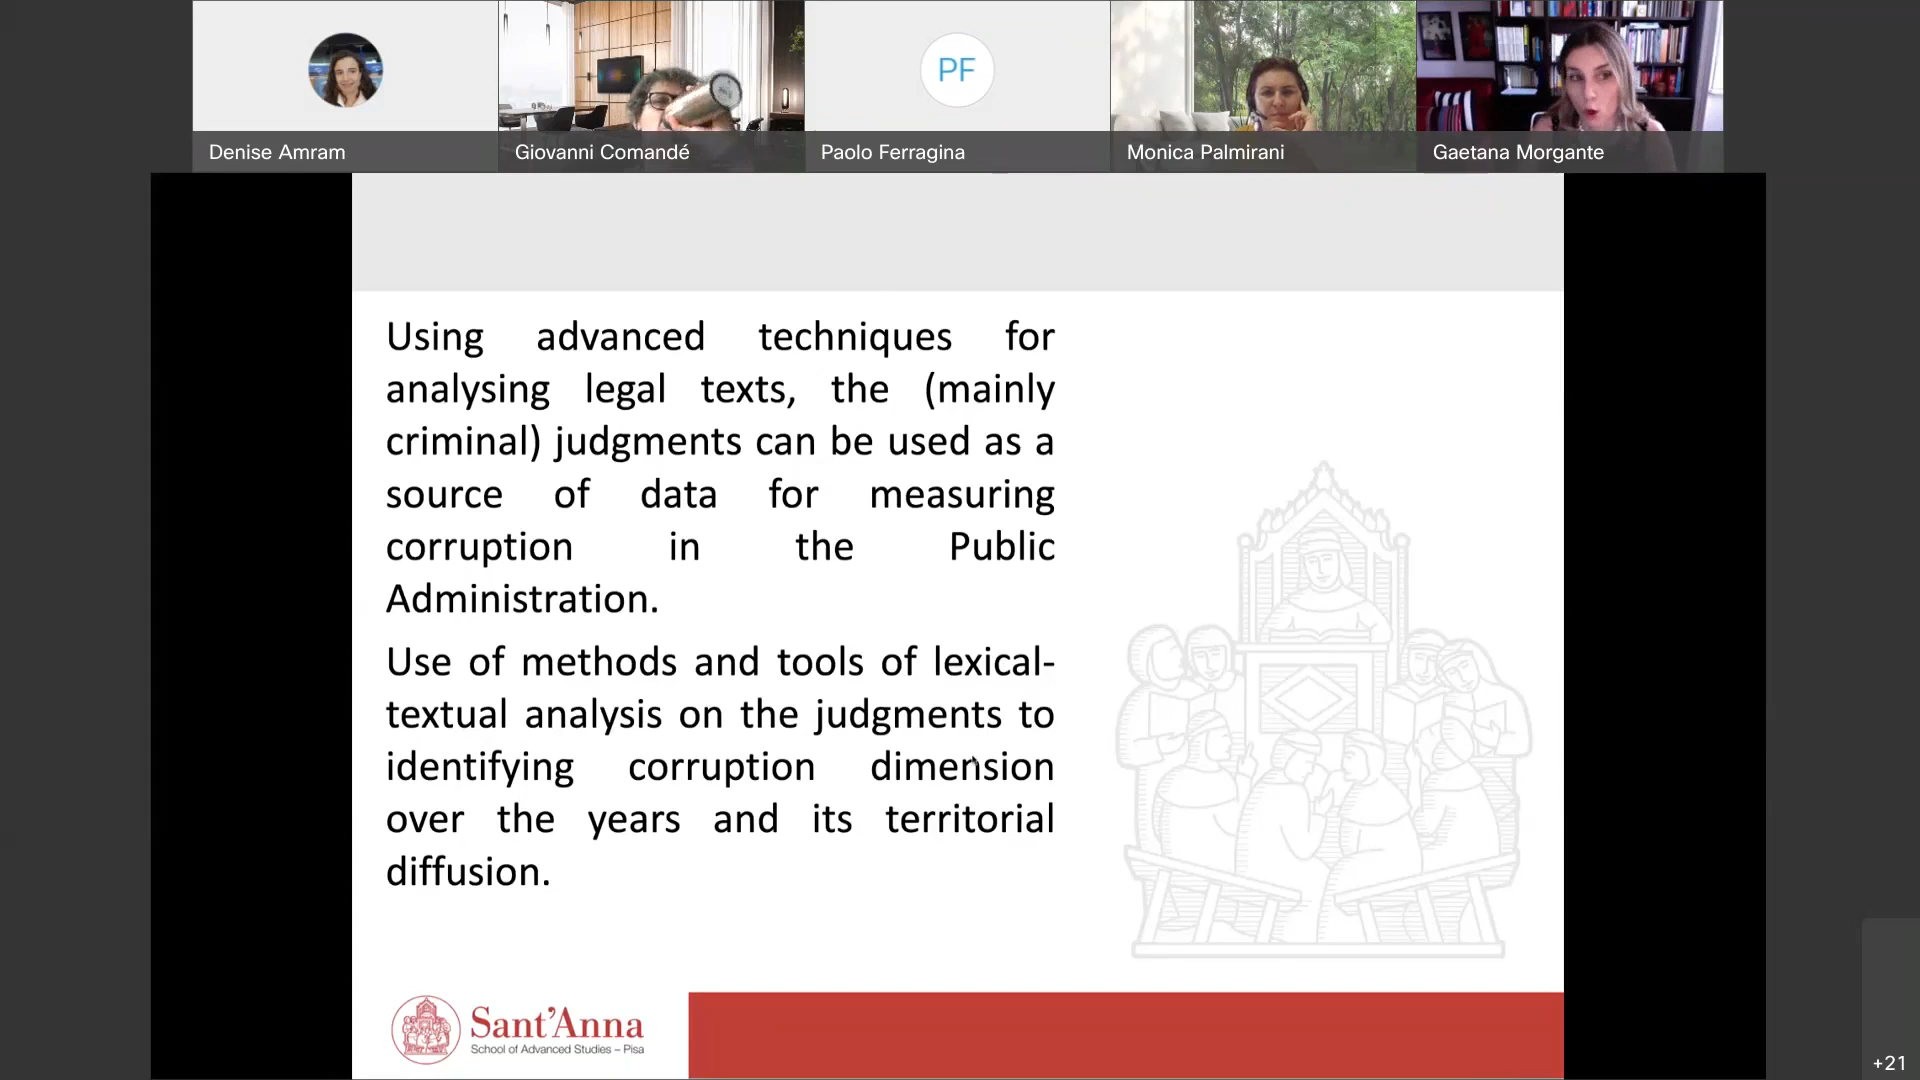 Denise Amram
Giovanni Comandé
PF
Paolo Ferragina
Monica Palmirani
Gaetana Morgante
Using advanced techniques for
analysing legal texts, the (mainly
criminal) judgments can be used as a
source of data for measuring
corruption in the Public
Administration.
Use of methods and tools of lexical-
textual analysis on the judgments to
identifying corruption dimension
over the years and its territorial
diffusion.
Sant'Anna
School of Advanced Studies – Pisa
+21